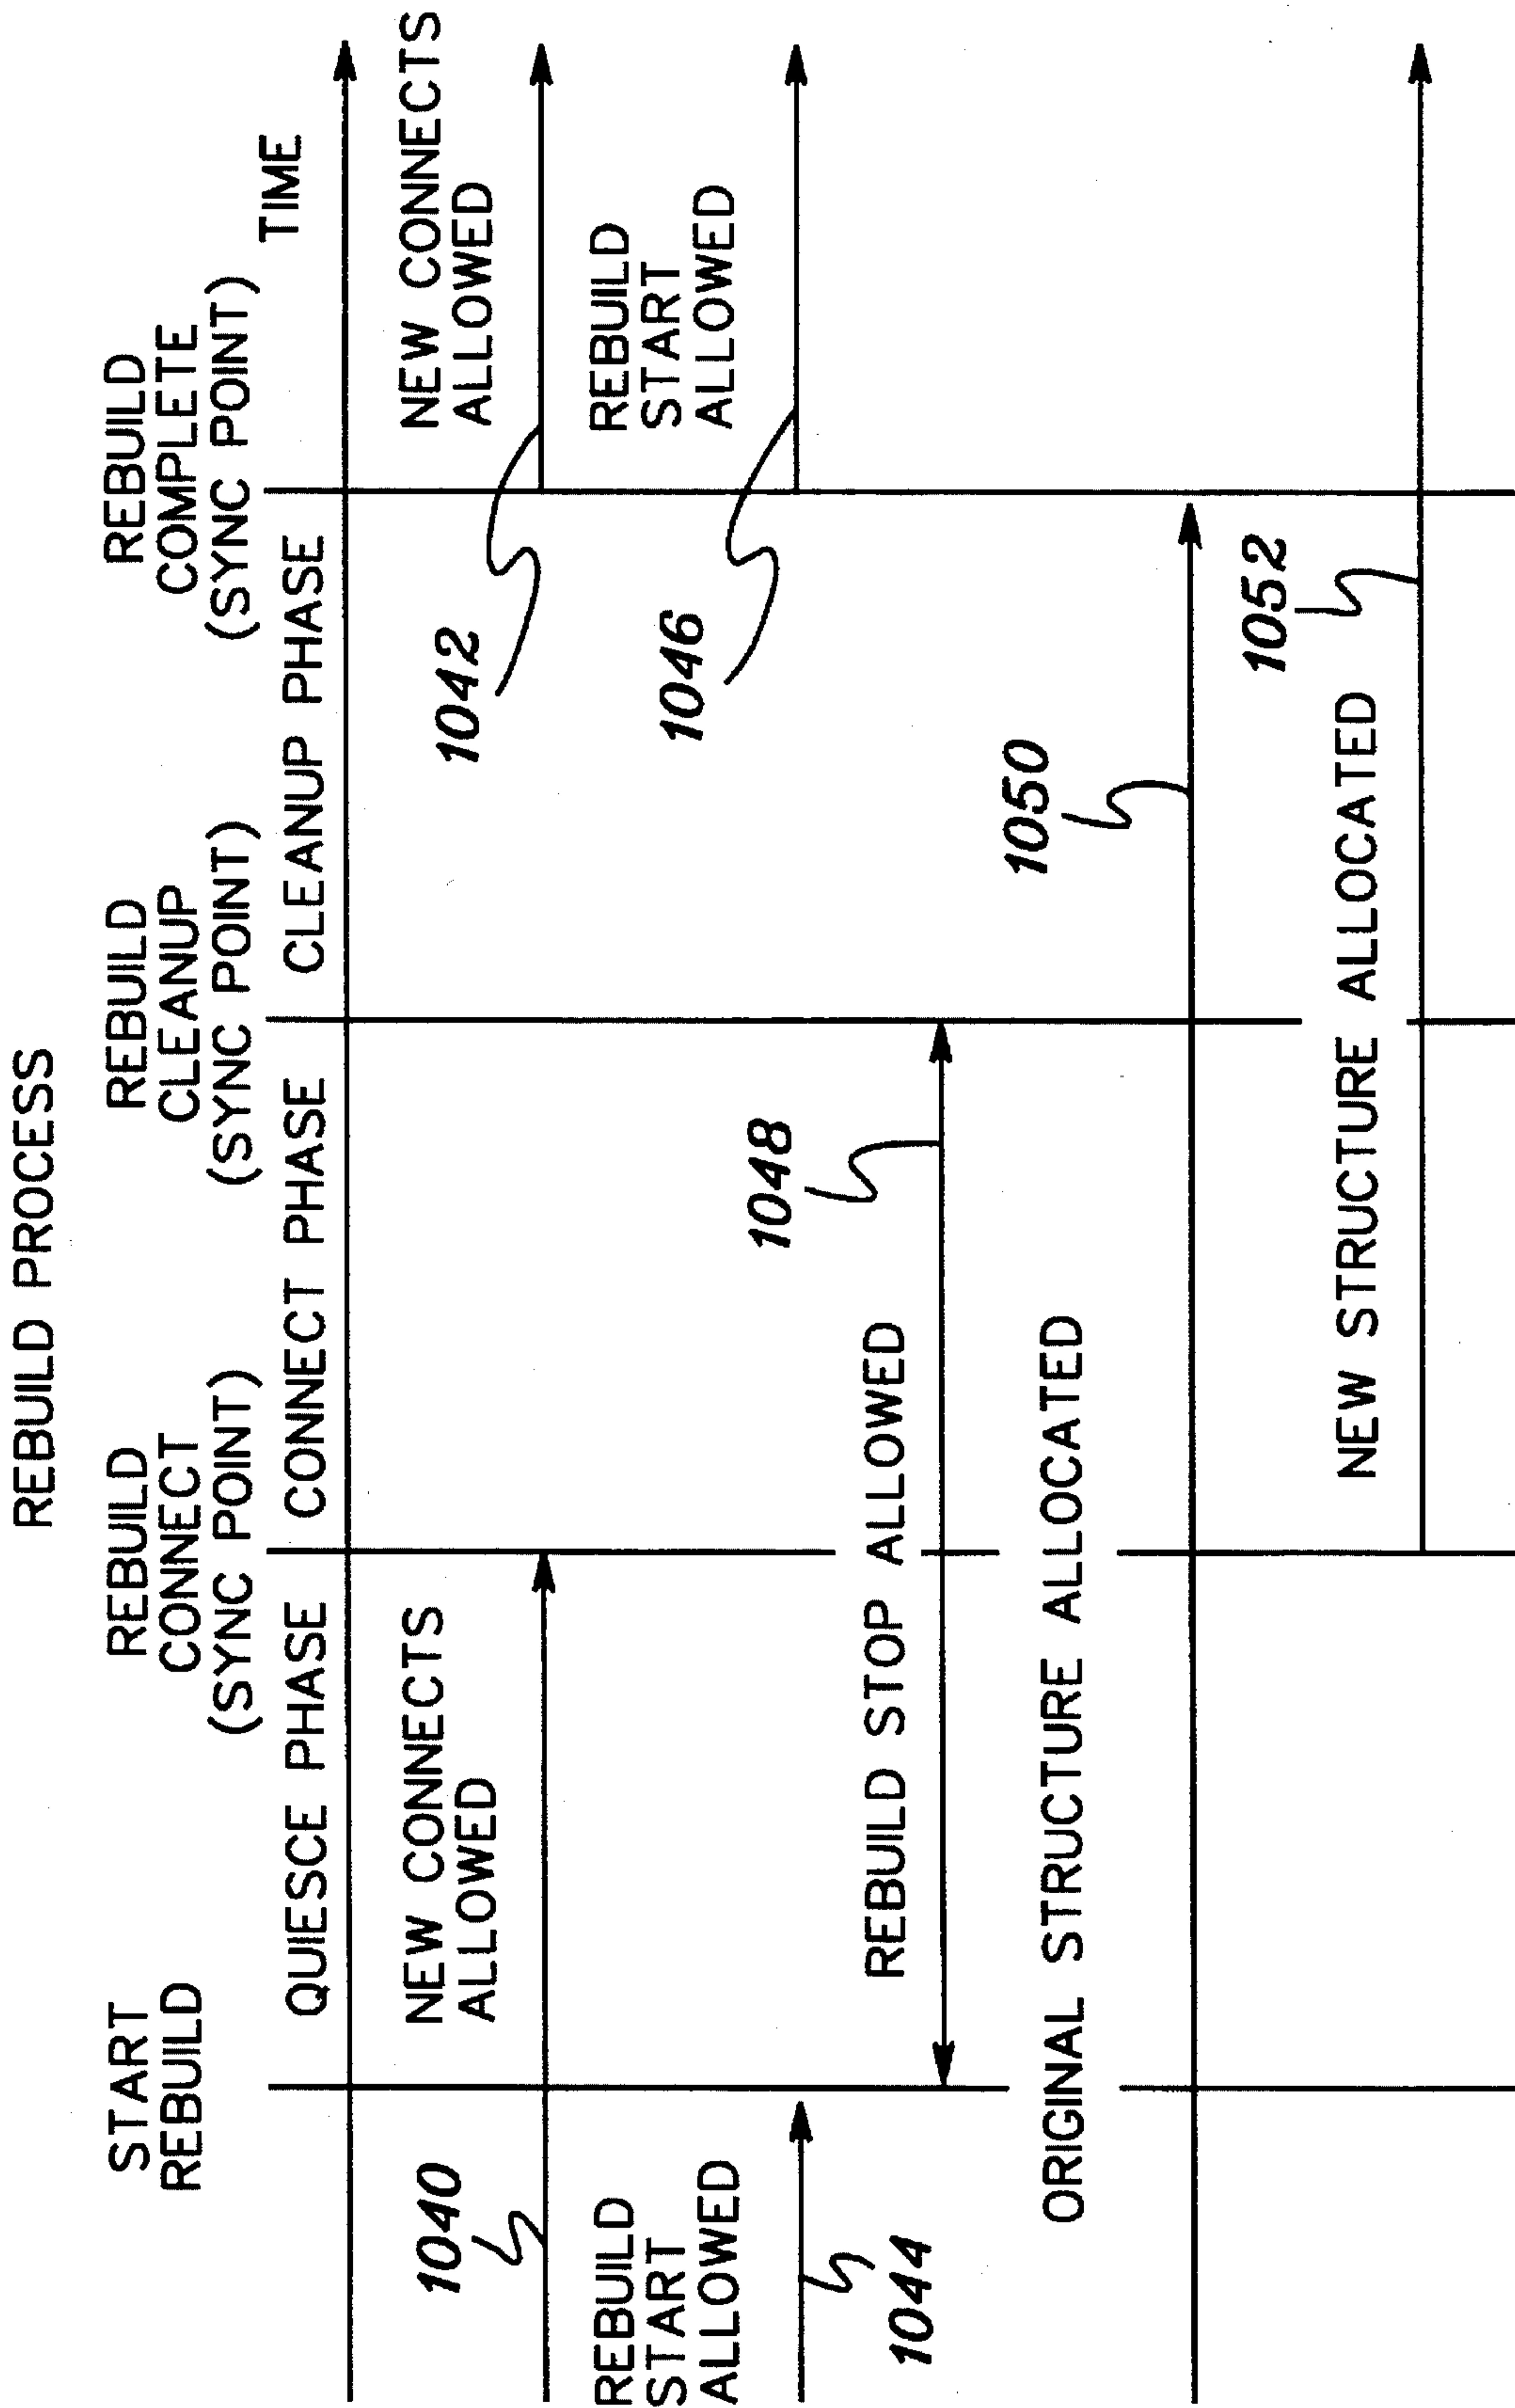 REBUILD PROCESS
START
REBUILD
REBUILD
CONNECT
(SYNC POINT)
REBUILD
CLEANUP
(SYNC POINT)
REBUILD
COMPLETE
(SYNC POINT)
TIME
QUIESCE PHASE
CONNECT PHASE
CLEANUP PHASE
1040
NEW CONNECTS
ALLOWED
1042
NEW CONNECTS
ALLOWED
REBUILD
START
ALLOWED
1044
1046
REBUILD
START
ALLOWED
REBUILD STOP ALLOWED
1048
ORIGINAL STRUCTURE ALLOCATED
1050
NEW STRUCTURE ALLOCATED
1052